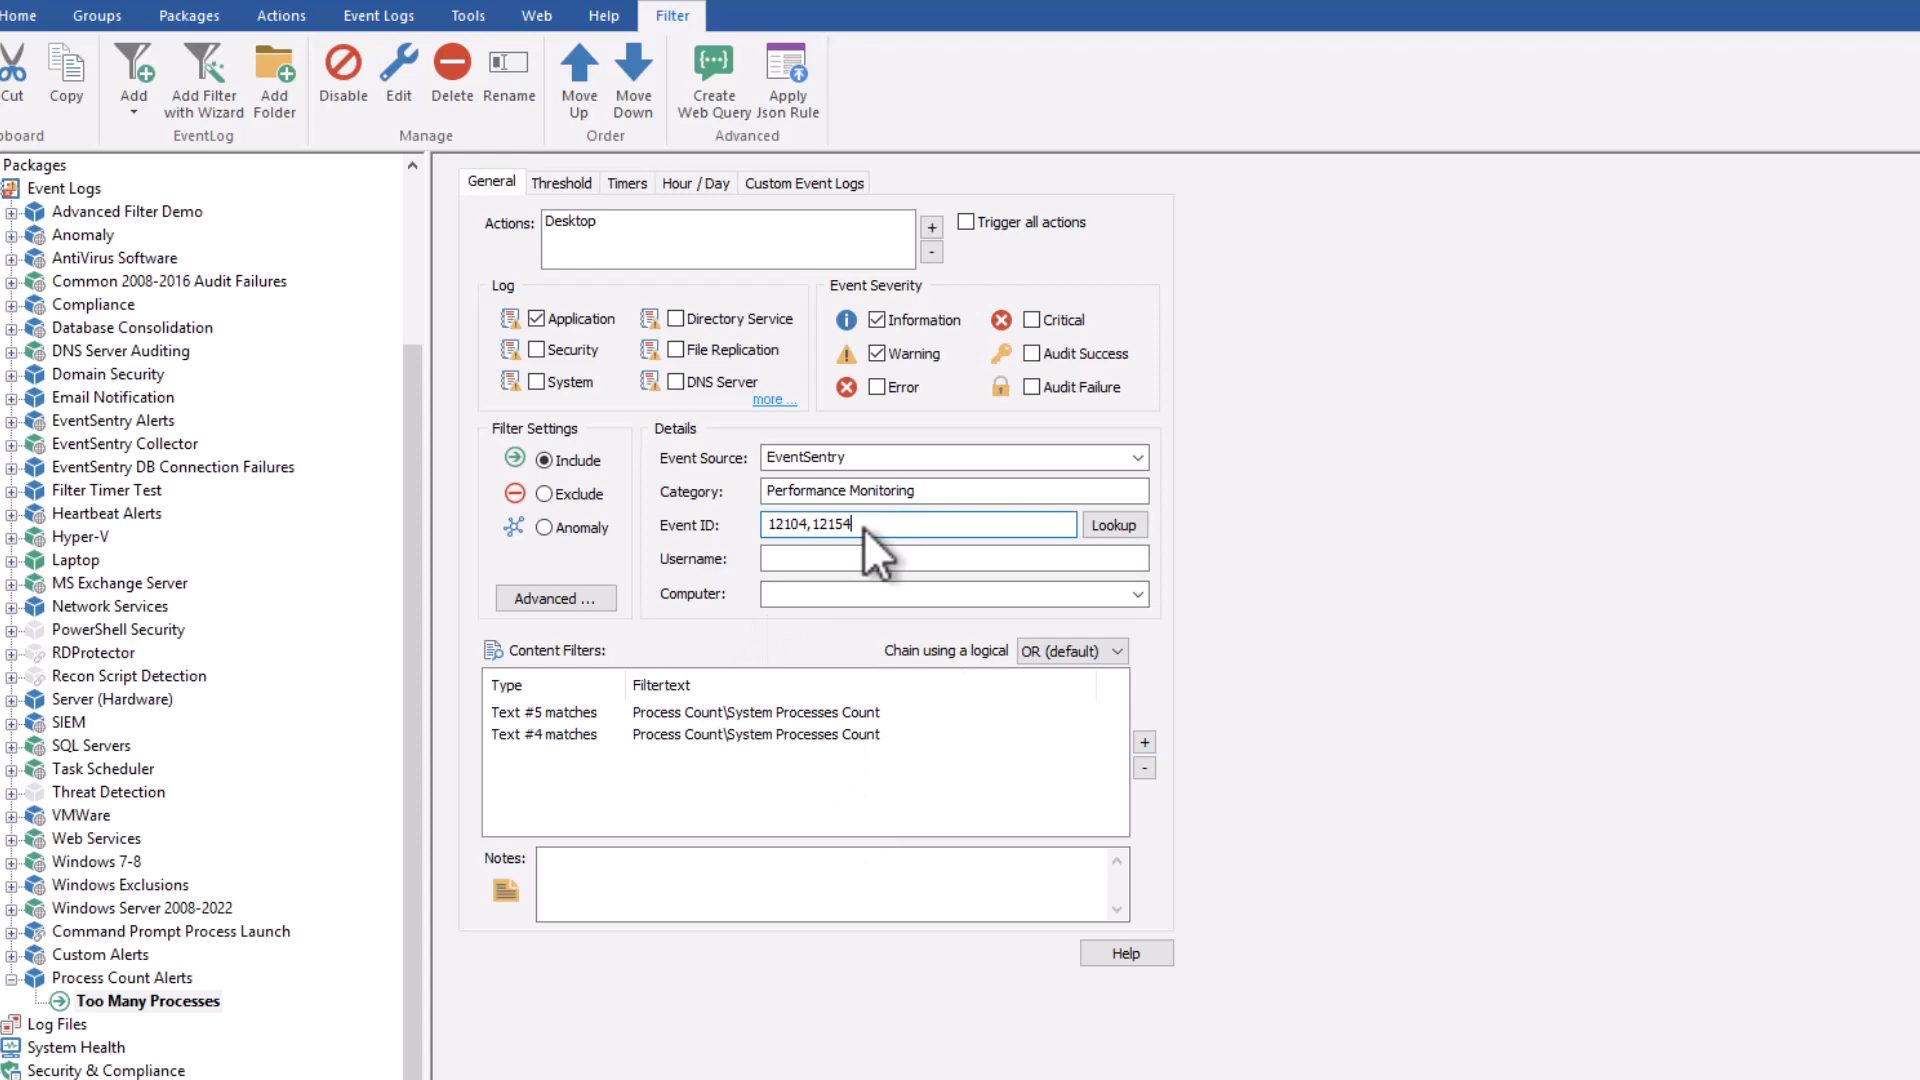 Home Groups Packages Actions Event Logs Tools Web Help Filter
Cut Copy Add Add Filter with Wizard Add Folder Disable Edit Delete Rename Move Up Move Down Create Web Query Apply Json Rule
pboard EventLog Manage Order Advanced
Packages
Event Logs
Advanced Filter Demo
Anomaly
AntiVirus Software
Common 2008-2016 Audit Failures
Compliance
Database Consolidation
DNS Server Auditing
Domain Security
Email Notification
EventSentry Alerts
EventSentry Collector
EventSentry DB Connection Failures
Filter Timer Test
Heartbeat Alerts
Hyper-V
Laptop
MS Exchange Server
Network Services
PowerShell Security
RDProtector
Recon Script Detection
Server (Hardware)
SIEM
SQL Servers
Task Scheduler
Threat Detection
VMWare
Web Services
Windows 7-8
Windows Exclusions
Windows Server 2008-2022
Command Prompt Process Launch
Custom Alerts
Process Count Alerts
Too Many Processes
Log Files
System Health
Security & Compliance
General Threshold Timers Hour / Day Custom Event Logs
Actions: Desktop + Trigger all actions
-
Log
Application Directory Service
Security File Replication
System DNS Server
more ...
Event Severity
Information Critical
Warning Audit Success
Error Audit Failure
Filter Settings
Include
Exclude
Anomaly
Advanced ...
Details
Event Source: EventSentry
Category: Performance Monitoring
Event ID: 12104,12154 Lookup
Username:
Computer:
Content Filters: Chain using a logical OR (default)
Type Filtertext
Text #5 matches Process Count\System Processes Count
Text #4 matches Process Count\System Processes Count
+
-
Notes:
Help